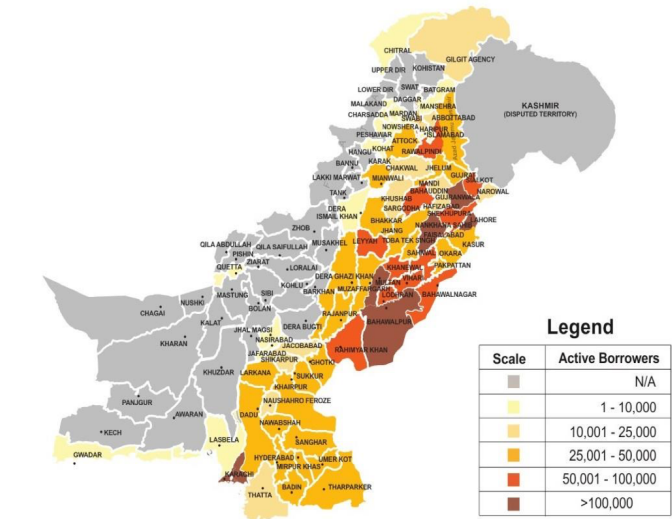 CHITRAL
GILGIT AGENCY
UPPER DIR
KOHISTAN
KASHMIR
(DISPUTED TERRITORY)
LOWER DIR
SWAT
BATGRAM
DAGGAR
MALAKAND
MANSEHRA
CHARSADDA
MARDAN
SWABI
ABBOTTABAD
NOWSHERA
HARIPUR
PESHAWAR
ISLAMABAD
ATTOCK
HANGU
KOHAT
RAWALPINDI
BANNU
KARAK
JHELUM
CHAKWAL
GUJRAT
LAKKI MARWAT
MIANWALI
MANDI
BAHAUDDIN
SIALKOT
NAROWAL
TANK
KHUSHAB
GUJRANWALA
DERA
ISMAIL KHAN
SARGODHA
HAFIZABAD
SHEKHUPURA
BHAKKAR
NANKHANA SAHIB
LAHORE
ZHOB
JHANG
FAISALABAD
QILA ABDULLAH
QILA SAIFULLAH
MUSAKHEL
LEYYAH
TOBA TEK SINGH
KASUR
PISHIN
SAHIWAL
OKARA
QUETTA
ZIARAT
LORALAI
DERA GHAZI KHAN
KHANEWAL
PAKPATTAN
MASTUNG
KOHLU
BARKHAN
MUZAFFARGARH
MULTAN
VIHARI
NUSHKI
SIBI
LODHRAN
BAHAWALNAGAR
CHAGAI
BOLAN
KALAT
DERA BUGTI
RAJANPUR
BAHAWALPUR
JHAL MAGSI
KHARAN
NASIRABAD
JACOBABAD
JAFARABAD
RAHIMYAR KHAN
SHIKARPUR
GHOTKI
KHUZDAR
LARKANA
SUKKUR
KHAIRPUR
PANJGUR
AWARAN
NAUSHAHRO FEROZE
DADU
KECH
NAWABSHAH
LASBELA
SANGHAR
GWADAR
HYDERABAD
UMER KOT
MIRPUR KHAS
KARACHI
BADIN
THARPARKER
THATTA
Legend
Scale Active Borrowers
N/A
1 - 10,000
10,001 - 25,000
25,001 - 50,000
50,001 - 100,000
>100,000